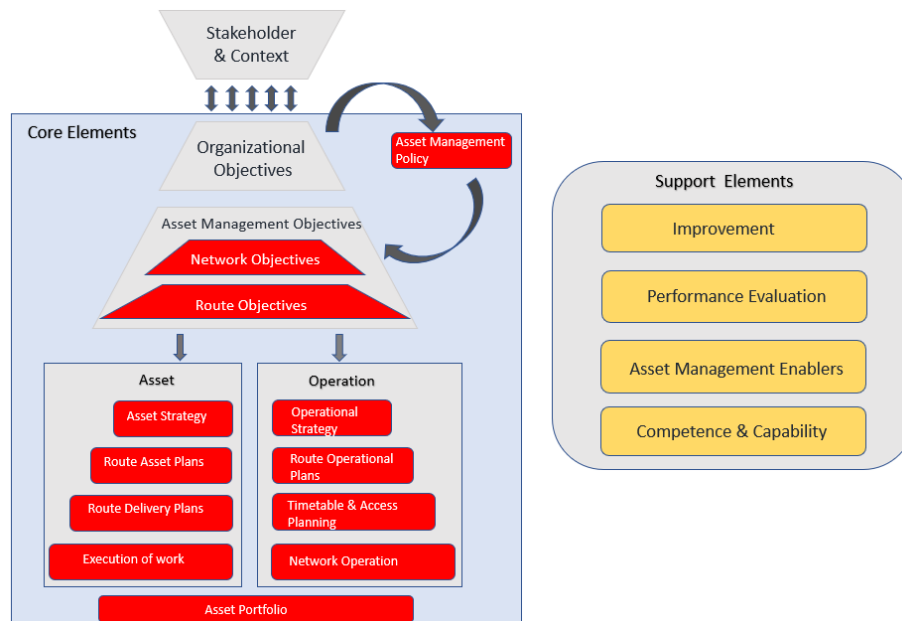 Stakeholder
& Context
Core Elements
Organizational
Objectives
Asset Management
Policy
Asset Management Objectives
Network Objectives
Route Objectives
Asset
Asset Strategy
Route Asset Plans
Route Delivery Plans
Execution of work
Operation
Operational
Strategy
Route Operational
Plans
Timetable & Access
Planning
Network Operation
Asset Portfolio
Support Elements
Improvement
Performance Evaluation
Asset Management Enablers
Competence & Capability